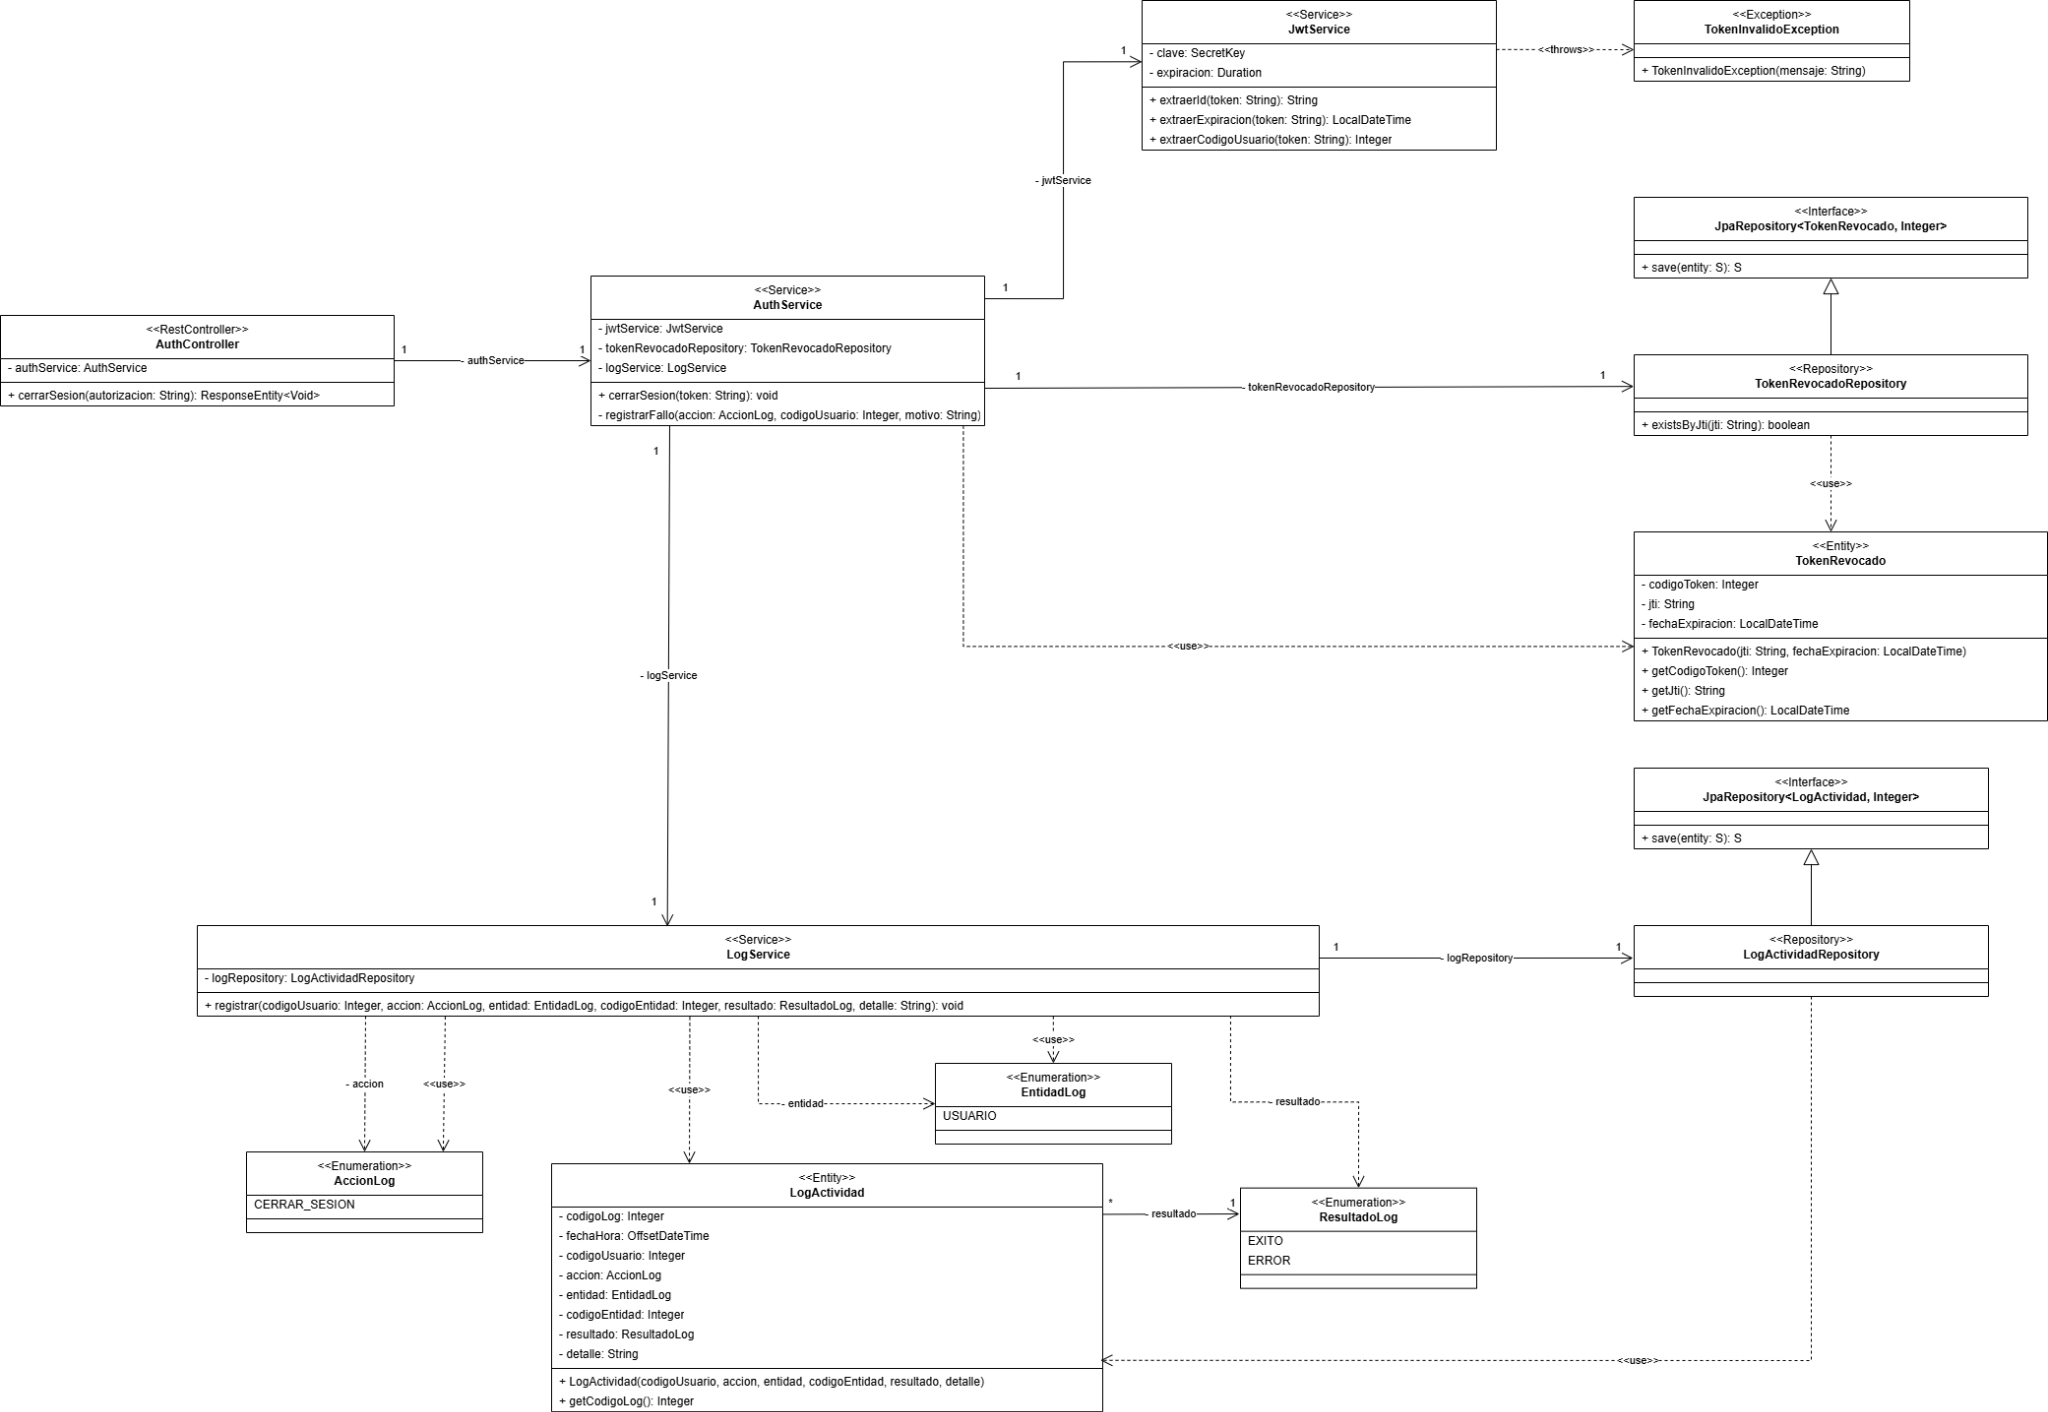 <<Service>>
JwtService
- clave: SecretKey
- expiracion: Duration
+ extraerId(token: String): String
+ extraerExpiracion(token: String): LocalDateTime
+ extraerCodigoUsuario(token: String): Integer
<<throws>>
<<Exception>>
TokenInvalidoException
+ TokenInvalidoException(mensaje: String)
1
- jwtService
1
<<Interface>>
JpaRepository<TokenRevocado, Integer>
+ save(entity: S): S
<<RestController>>
AuthController
- authService: AuthService
+ cerrarSesion(autorizacion: String): ResponseEntity<Void>
1
- authService
1
<<Service>>
AuthService
- jwtService: JwtService
- tokenRevocadoRepository: TokenRevocadoRepository
- logService: LogService
+ cerrarSesion(token: String): void
- registrarFallo(accion: AccionLog, codigoUsuario: Integer, motivo: String)
1
- tokenRevocadoRepository
1
<<Repository>>
TokenRevocadoRepository
+ existsByJti(jti: String): boolean
<<use>>
<<Entity>>
TokenRevocado
- codigoToken: Integer
- jti: String
- fechaExpiracion: LocalDateTime
+ TokenRevocado(jti: String, fechaExpiracion: LocalDateTime)
+ getCodigoToken(): Integer
+ getJti(): String
+ getFechaExpiracion(): LocalDateTime
<<use>>
1
- logService
1
<<Interface>>
JpaRepository<LogActividad, Integer>
+ save(entity: S): S
<<Service>>
LogService
- logRepository: LogActividadRepository
+ registrar(codigoUsuario: Integer, accion: AccionLog, entidad: EntidadLog, codigoEntidad: Integer, resultado: ResultadoLog, detalle: String): void
1
- logRepository
1
<<Repository>>
LogActividadRepository
- accion
<<use>>
<<use>>
- entidad
<<use>>
- resultado
<<Enumeration>>
EntidadLog
USUARIO
<<Enumeration>>
AccionLog
CERRAR_SESION
<<Entity>>
LogActividad
- codigoLog: Integer
- fechaHora: OffsetDateTime
- codigoUsuario: Integer
- accion: AccionLog
- entidad: EntidadLog
- codigoEntidad: Integer
- resultado: ResultadoLog
- detalle: String
+ LogActividad(codigoUsuario, accion, entidad, codigoEntidad, resultado, detalle)
+ getCodigoLog(): Integer
*
- resultado
1
<<Enumeration>>
ResultadoLog
EXITO
ERROR
<<use>>